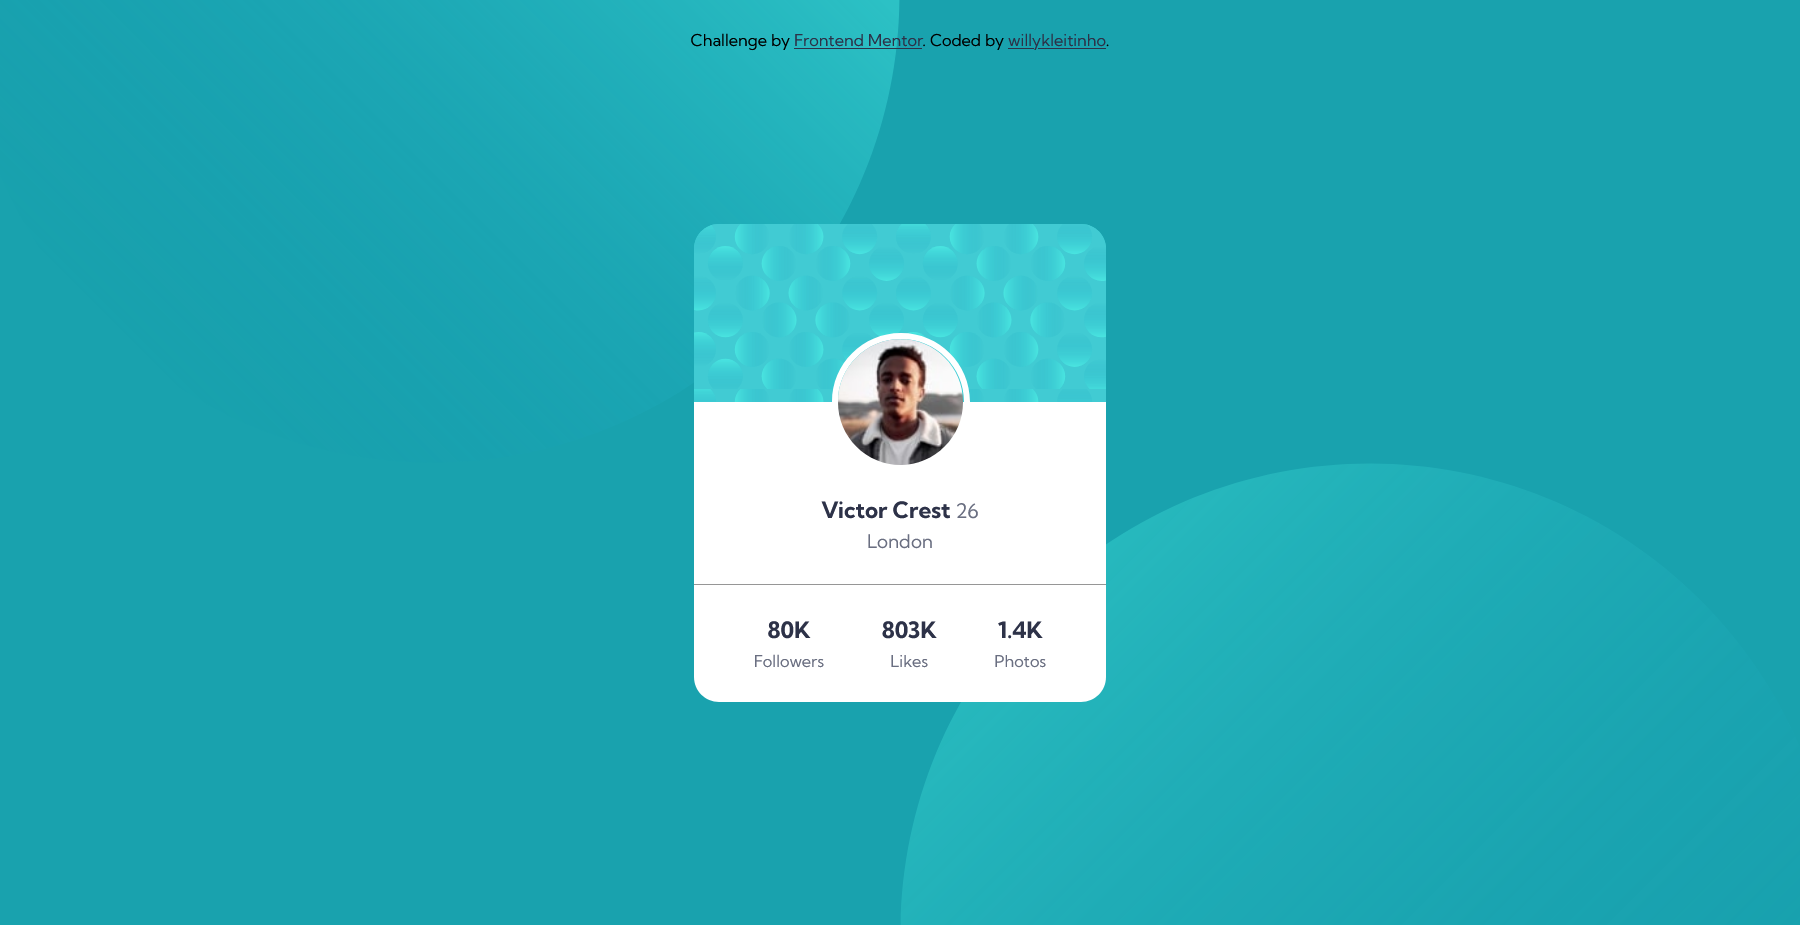 Challenge by Frontend Mentor. Coded by willykleitinho.
Victor Crest 26
London
80K 803K 1.4K
Followers Likes Photos